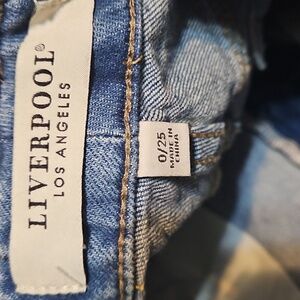 LIVERPOOL®
LOS ANGELES
0/25
MADE IN
CHINA